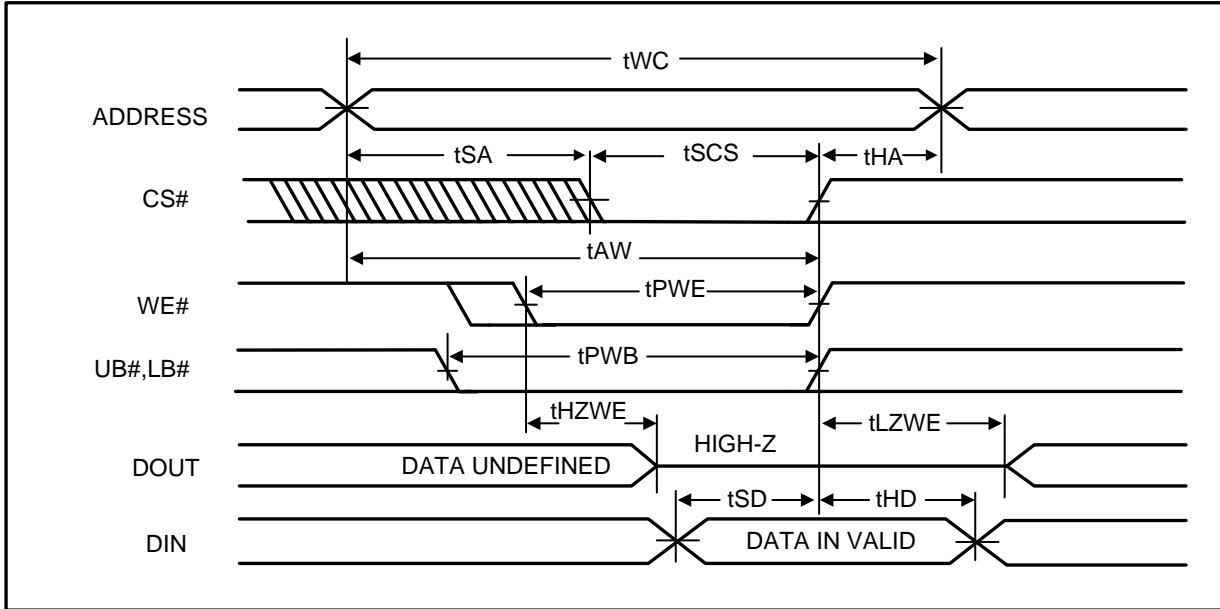 tWC
ADDRESS
tSA
tSCS
tHA
CS#
tAW
WE#
tPWE
UB#,LB#
tPWB
tHZWE
tLZWE
DOUT
DATA UNDEFINED
HIGH-Z
tSD
tHD
DIN
DATA IN VALID